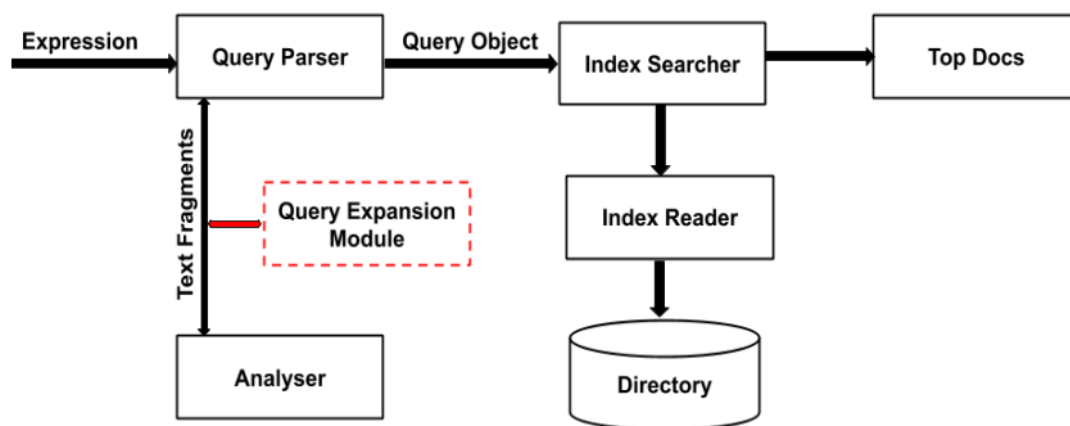 Expression
Query Parser
Query Object
Index Searcher
Top Docs
Text Fragments
Query Expansion
Module
Index Reader
Analyser
Directory